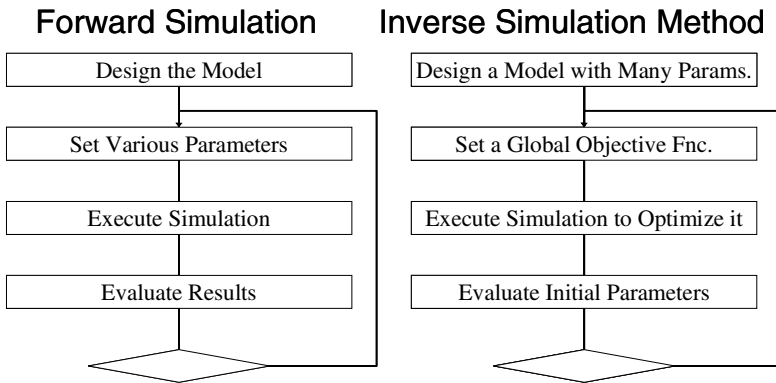 Forward Simulation
Design the Model
Set Various Parameters
Execute Simulation
Evaluate Results
Inverse Simulation Method
Design a Model with Many Params.
Set a Global Objective Fnc.
Execute Simulation to Optimize it
Evaluate Initial Parameters